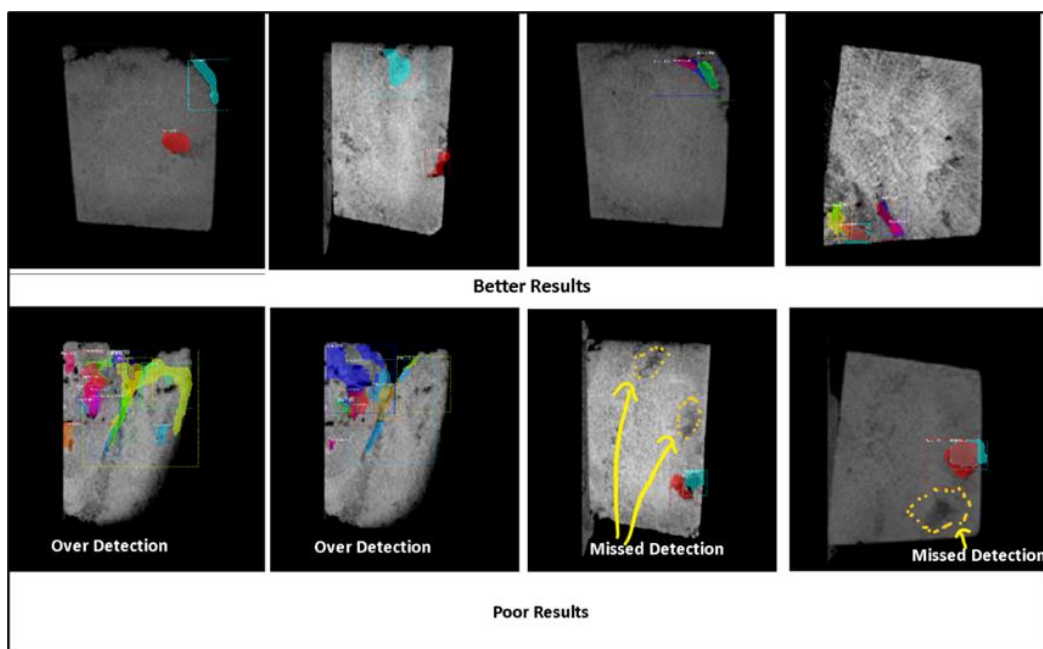 Better Results
Over Detection
Over Detection
Missed Detection
Missed Detection
Poor Results